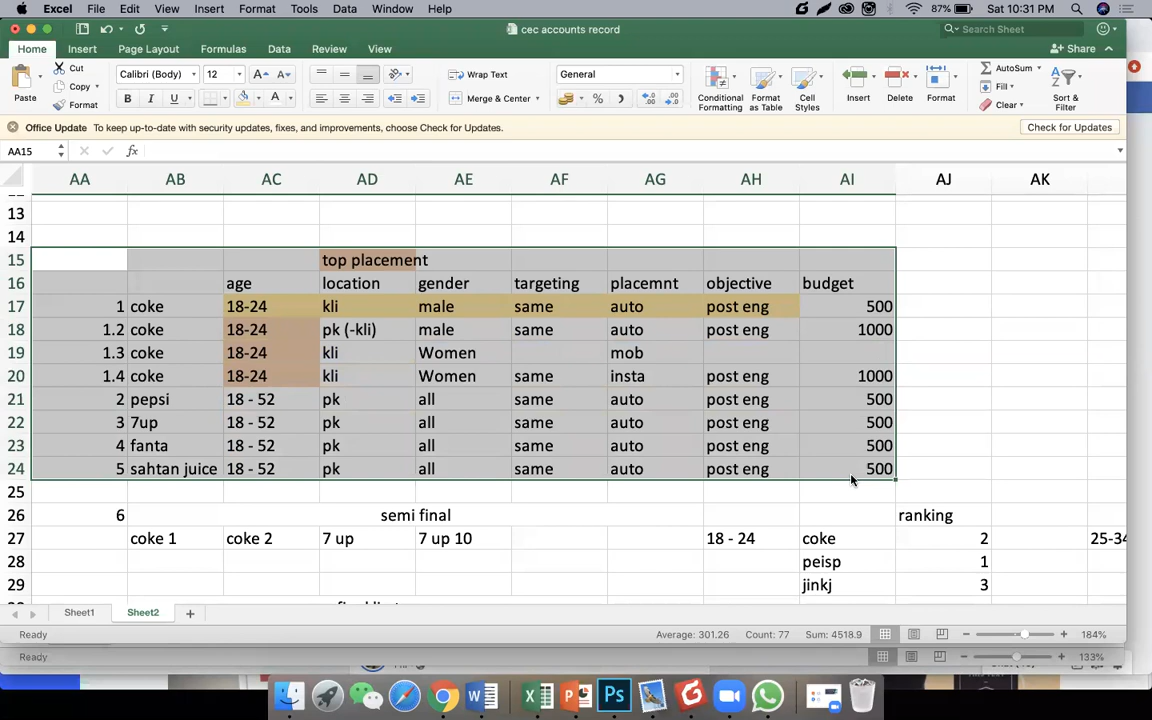 Excel File Edit View Insert Format Tools Data Window Help 87% Sat 10:31 PM
cec accounts record
Search Sheet
Home Insert Page Layout Formulas Data Review View Share
Paste Cut Copy Format
Calibri (Body) 12 A A
B I U A
Wrap Text
Merge & Center
General
%
Conditional Formatting
Format as Table
Cell Styles
Insert Delete Format
AutoSum
Fill
Clear
Sort & Filter
Office Update To keep up-to-date with security updates, fixes, and improvements, choose Check for Updates. Check for Updates
AA15 fx
AA AB AC AD AE AF AG AH AI AJ AK
13
14
15 top placement
16 age location gender targeting placemnt objective budget
17 1 coke 18-24 kli male same auto post eng 500
18 1.2 coke 18-24 pk (-kli) male same auto post eng 1000
19 1.3 coke 18-24 kli Women mob
20 1.4 coke 18-24 kli Women same insta post eng 1000
21 2 pepsi 18 - 52 pk all same auto post eng 500
22 3 7up 18 - 52 pk all same auto post eng 500
23 4 fanta 18 - 52 pk all same auto post eng 500
24 5 sahtan juice 18 - 52 pk all same auto post eng 500
25
26 6 semi final ranking
27 coke 1 coke 2 7 up 7 up 10 18 - 24 coke 2 25-34
28 peisp 1
29 jinkj 3
Sheet1 Sheet2
Ready Average: 301.26 Count: 77 Sum: 4518.9 184%
Ready 133%